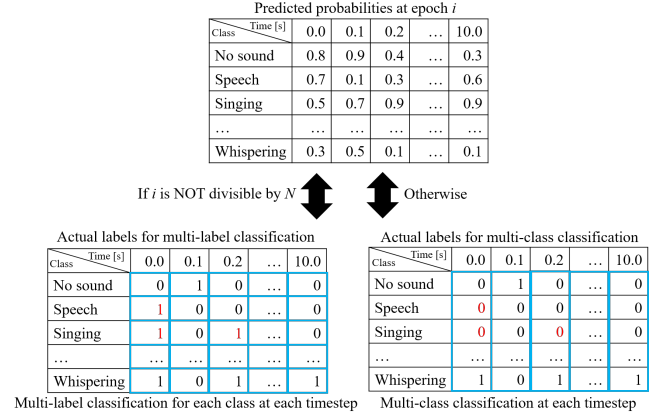 Predicted probabilities at epoch i
Class Time [s] 0.0 0.1 0.2 … 10.0
No sound 0.8 0.9 0.4 … 0.3
Speech 0.7 0.1 0.3 … 0.6
Singing 0.5 0.7 0.9 … 0.9
… … … … … …
Whispering 0.3 0.5 0.1 … 0.1
If i is NOT divisible by N
Otherwise
Actual labels for multi-label classification
Class Time [s] 0.0 0.1 0.2 … 10.0
No sound 0 1 0 … 0
Speech 1 0 0 … 0
Singing 1 0 1 … 0
… … … … … …
Whispering 1 0 1 … 1
Multi-label classification for each class at each timestep
Actual labels for multi-class classification
Class Time [s] 0.0 0.1 0.2 … 10.0
No sound 0 1 0 … 0
Speech 0 0 0 … 0
Singing 0 0 0 … 0
… … … … … …
Whispering 1 0 1 … 1
Multi-class classification at each timestep